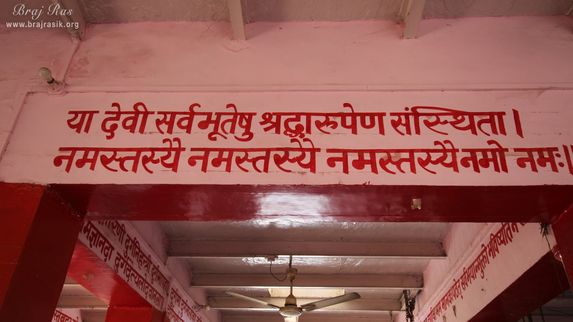 Braj Ras
www.brajrasik.org
या देवी सर्वभूतेषु श्रद्धारूपेण संस्थिता।
नमस्तस्यै नमस्तस्यै नमस्तस्यै नमो नमः।।